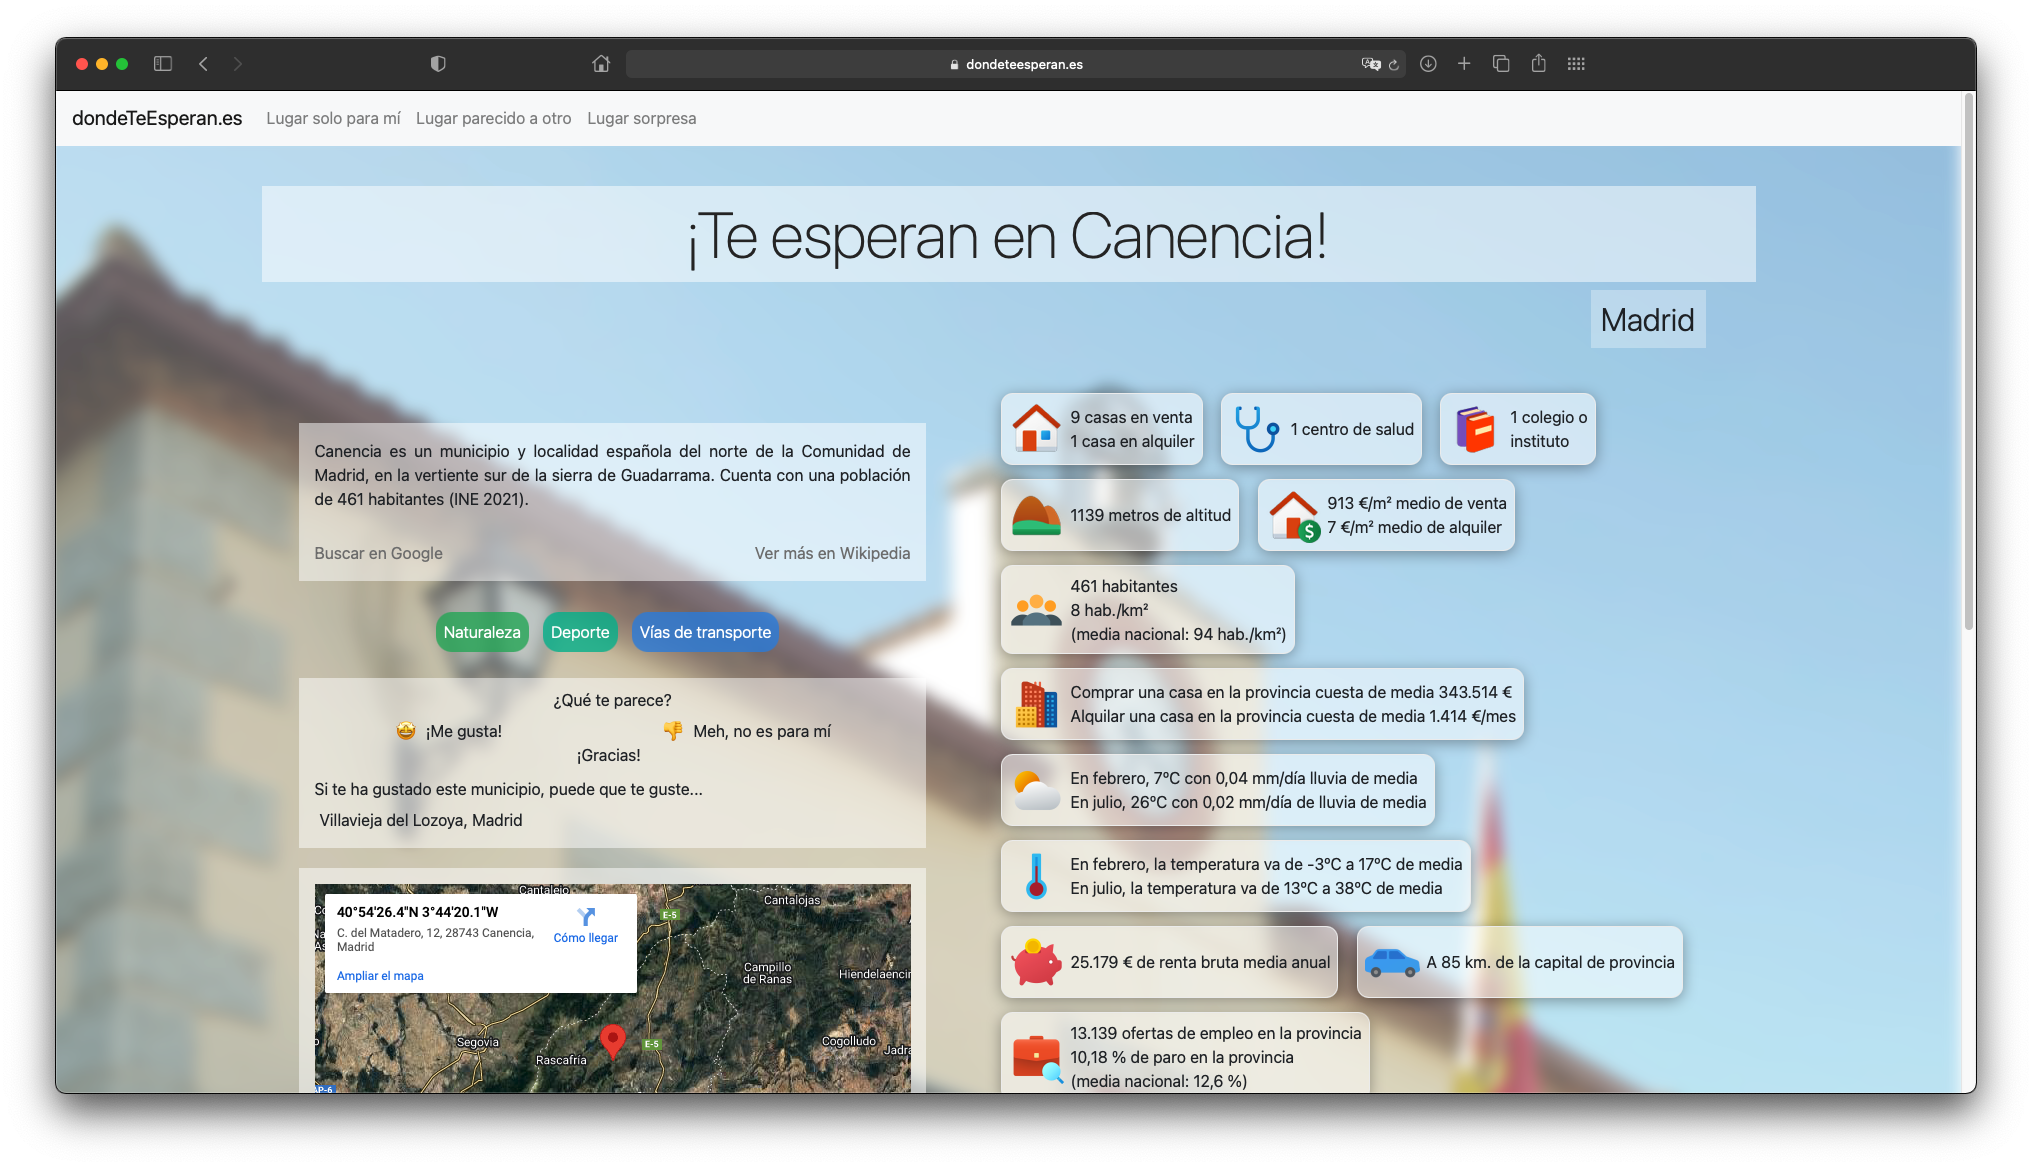 dondeteesperan.es
dondeTeEsperan.es
Lugar solo para mí
Lugar parecido a otro
Lugar sorpresa
¡Te esperan en Canencia!
Madrid
Canencia es un municipio y localidad española del norte de la Comunidad de
Madrid, en la vertiente sur de la sierra de Guadarrama. Cuenta con una población
de 461 habitantes (INE 2021).
Buscar en Google
Ver más en Wikipedia
Naturaleza
Deporte
Vías de transporte
¿Qué te parece?
¡Me gusta!
Meh, no es para mí
¡Gracias!
Si te ha gustado este municipio, puede que te guste...
Villavieja del Lozoya, Madrid
40°54'26.4"N 3°44'20.1"W
C. del Matadero, 12, 28743 Canencia,
Madrid
Cómo llegar
Ampliar el mapa
Cantalejo
E-5
Cantalojas
Campillo
de Ranas
Hiendelaencin
Segovia
Rascafría
E-5
Cogolludo
Jadra
AP-6
9 casas en venta
1 casa en alquiler
1 centro de salud
1 colegio o
instituto
1139 metros de altitud
913 €/m² medio de venta
7 €/m² medio de alquiler
461 habitantes
8 hab./km²
(media nacional: 94 hab./km²)
Comprar una casa en la provincia cuesta de media 343.514 €
Alquilar una casa en la provincia cuesta de media 1.414 €/mes
En febrero, 7ºC con 0,04 mm/día lluvia de media
En julio, 26ºC con 0,02 mm/día de lluvia de media
En febrero, la temperatura va de -3ºC a 17ºC de media
En julio, la temperatura va de 13ºC a 38ºC de media
25.179 € de renta bruta media anual
A 85 km. de la capital de provincia
13.139 ofertas de empleo en la provincia
10,18 % de paro en la provincia
(media nacional: 12,6 %)